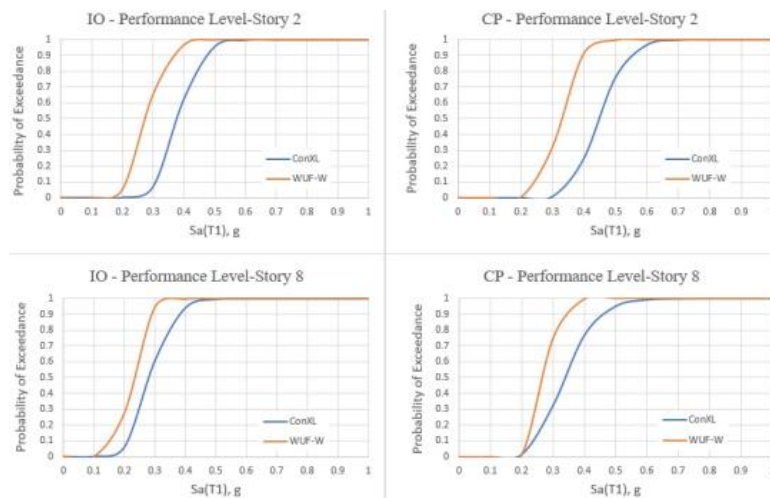 IO - Performance Level-Story 2
Probability of Exceedance
1
0.9
0.8
0.7
0.6
0.5
0.4
0.3
0.2
0.1
0
ConXL
WUF-W
0 0.1 0.2 0.3 0.4 0.5 0.6 0.7 0.8 0.9 1
Sa(T1), g
CP - Performance Level-Story 2
Probability of Exceedance
1
0.9
0.8
0.7
0.6
0.5
0.4
0.3
0.2
0.1
0
ConXL
WUF-W
0 0.1 0.2 0.3 0.4 0.5 0.6 0.7 0.8 0.9
Sa(T1), g
IO - Performance Level-Story 8
Probability of Exceedance
1
0.9
0.8
0.7
0.6
0.5
0.4
0.3
0.2
0.1
0
ConXL
WUF-W
0 0.1 0.2 0.3 0.4 0.5 0.6 0.7 0.8 0.9 1
Sa(T1), g
CP - Performance Level-Story 8
Probability of Exceedance
1
0.9
0.8
0.7
0.6
0.5
0.4
0.3
0.2
0.1
0
ConXL
WUF-W
0 0.1 0.2 0.3 0.4 0.5 0.6 0.7 0.8 0.9
Sa(T1), g